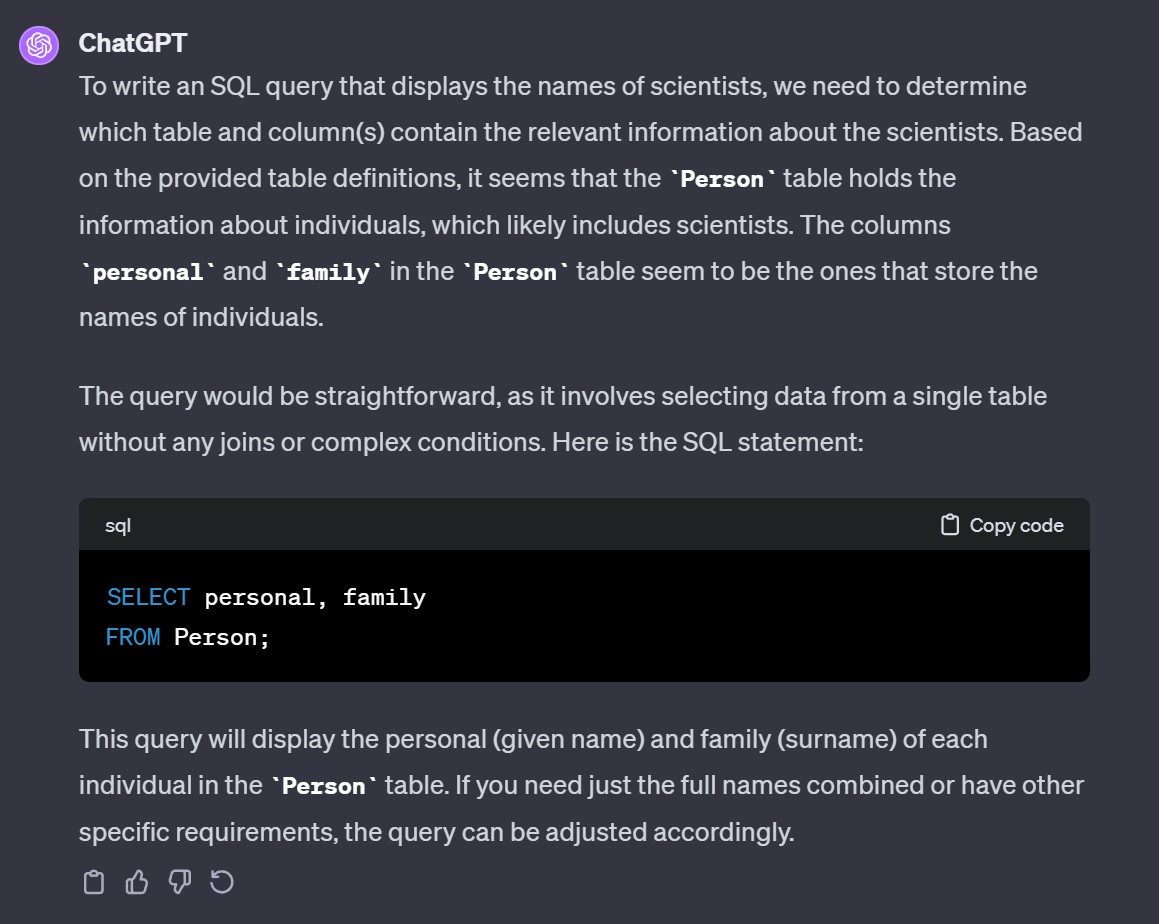 ChatGPT
To write an SQL query that displays the names of scientists, we need to determine
which table and column(s) contain the relevant information about the scientists. Based
on the provided table definitions, it seems that the `Person` table holds the
information about individuals, which likely includes scientists. The columns
`personal` and `family` in the `Person` table seem to be the ones that store the
names of individuals.
The query would be straightforward, as it involves selecting data from a single table
without any joins or complex conditions. Here is the SQL statement:
sql Copy code
SELECT personal, family
FROM Person;
This query will display the personal (given name) and family (surname) of each
individual in the `Person` table. If you need just the full names combined or have other
specific requirements, the query can be adjusted accordingly.